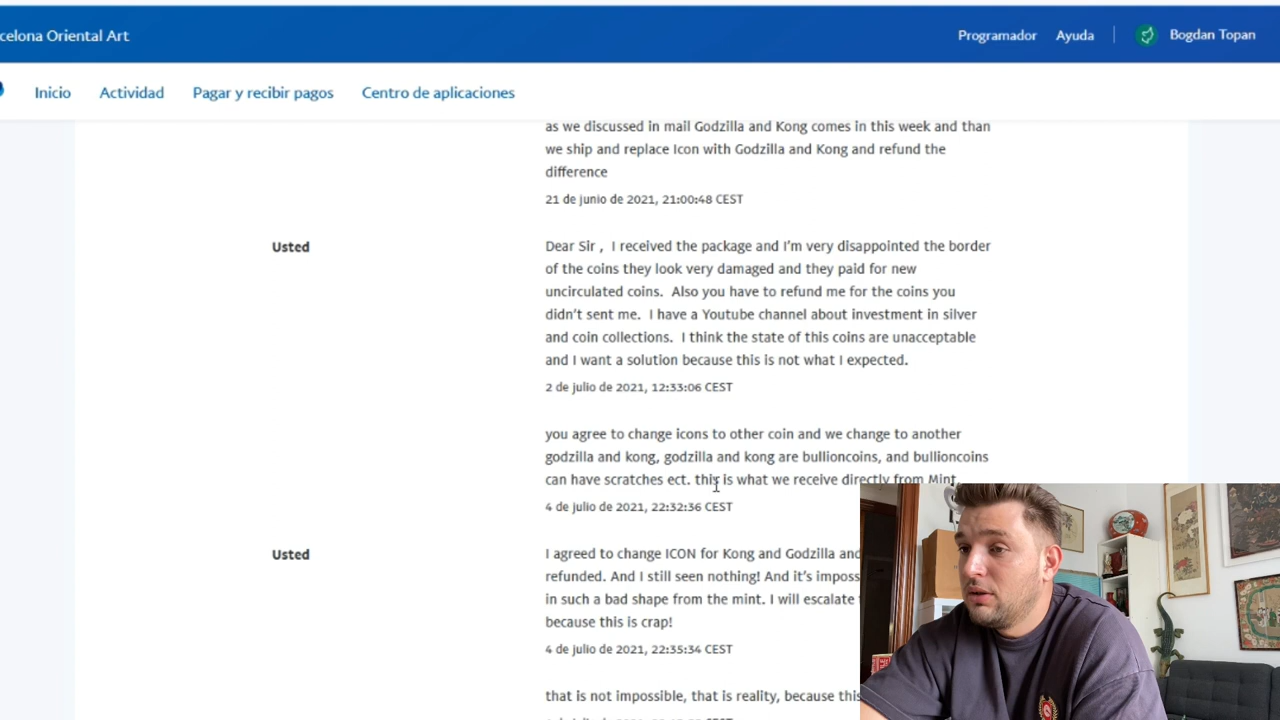 celona Oriental Art
Programador Ayuda Bogdan Topan
Inicio Actividad Pagar y recibir pagos Centro de aplicaciones
as we discussed in mail Godzilla and Kong comes in this week and than
we ship and replace Icon with Godzilla and Kong and refund the
difference
21 de junio de 2021, 21:00:48 CEST
Usted
Dear Sir , I received the package and I'm very disappointed the border
of the coins they look very damaged and they paid for new
uncirculated coins. Also you have to refund me for the coins you
didn't sent me. I have a Youtube channel about investment in silver
and coin collections. I think the state of this coins are unacceptable
and I want a solution because this is not what I expected.
2 de julio de 2021, 12:33:06 CEST
you agree to change icons to other coin and we change to another
godzilla and kong, godzilla and kong are bullioncoins, and bullioncoins
can have scratches ect. this is what we receive directly from Mint.
4 de julio de 2021, 22:32:36 CEST
Usted
I agreed to change ICON for Kong and Godzilla and
refunded. And I still seen nothing! And it's imposs
in such a bad shape from the mint. I will escalate
because this is crap!
4 de julio de 2021, 22:35:34 CEST
that is not impossible, that is reality, because this